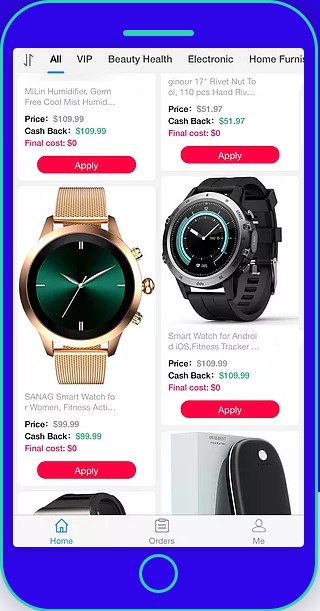 All VIP Beauty Health Electronic Home Furnis
MiLin Humidifier, Germ
Free Cool Mist Humid...
Price: $109.99
Cash Back: $109.99
Final cost: $0
Apply
ginour 17" Rivet Nut To
ol, 110 pcs Hand Riv...
Price: $51.97
Cash Back: $51.97
Final cost: $0
Apply
SANAG Smart Watch fo
r Women, Fitness Acti...
Price: $99.99
Cash Back: $99.99
Final cost: $0
Apply
Smart Watch for Androi
d iOS,Fitness Tracker ...
Price: $109.99
Cash Back: $109.99
Final cost: $0
Apply
Home Orders Me